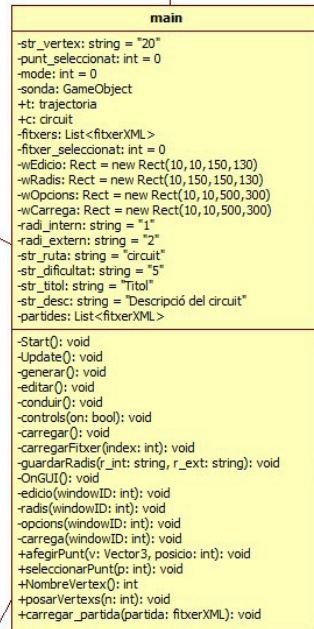 main
-str_vertex: string = "20"
-punt_seleccionat: int = 0
-mode: int = 0
-sonda: GameObject
+t: trajectoria
+c: circuit
-fitxers: List<fitxerXML>
-fitxer_seleccionat: int = 0
-wEdicio: Rect = new Rect(10,10,150,130)
-wRadis: Rect = new Rect(10,150,150,130)
-wOpcions: Rect = new Rect(10,10,500,300)
-wCarrega: Rect = new Rect(10,10,500,300)
-radi_intern: string = "1"
-radi_extern: string = "2"
-str_ruta: string = "circuit"
-str_dificultat: string = "5"
-str_titol: string = "Titol"
-str_desc: string = "Descripció del circuit"
-partides: List<fitxerXML>
-Start(): void
-Update(): void
-generar(): void
-editar(): void
-conduir(): void
-controls(on: bool): void
-carregar(): void
-carregarFitxer(index: int): void
-guardarRadis(r_int: string, r_ext: string): void
-OnGUI(): void
-edicio(windowID: int): void
-radis(windowID: int): void
-opcions(windowID: int): void
-carrega(windowID: int): void
+afegirPunt(v: Vector3, posicio: int): void
+seleccionarPunt(p: int): void
+NombreVertex(): int
+posarVertexs(n: int): void
+carregar_partida(partida: fitxerXML): void